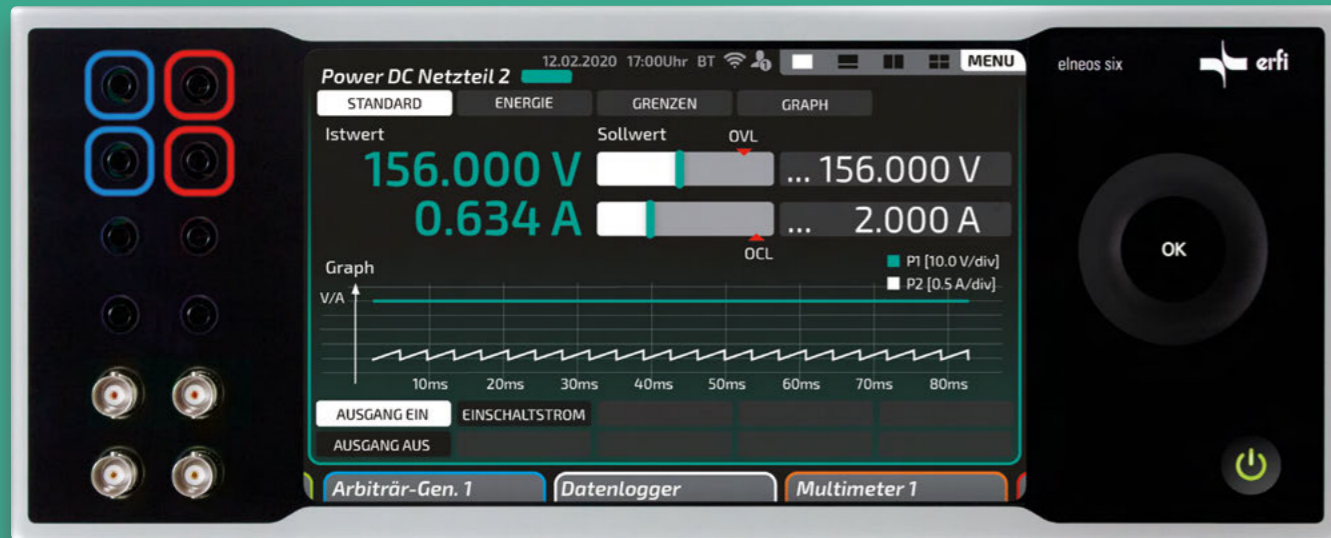 12.02.2020 17:00Uhr BT MENU
Power DC Netzteil 2
STANDARD ENERGIE GRENZEN GRAPH
Istwert Sollwert OVL
156.000 V ... 156.000 V
0.634 A ... 2.000 A
OCL
Graph
P1 [10.0 V/div]
P2 [0.5 A/div]
V/A
10ms 20ms 30ms 40ms 50ms 60ms 70ms 80ms
AUSGANG EIN EINSCHALTSTROM
AUSGANG AUS
Arbiträr-Gen. 1 Datenlogger Multimeter 1
elneos six erfi
OK